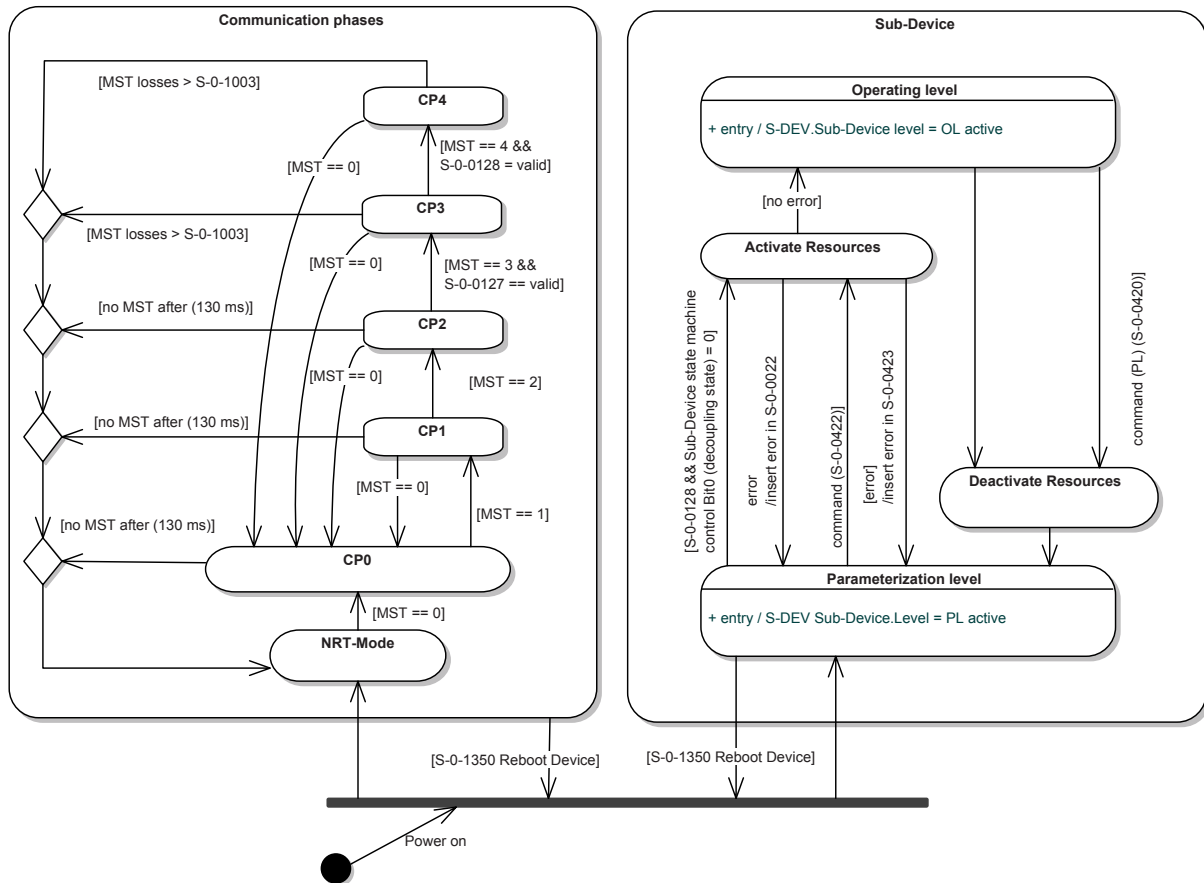 Communication phases
[MST losses > S-0-1003]
CP4
[MST == 0]
[MST == 4 &&
S-0-0128 = valid]
CP3
[MST losses > S-0-1003]
[MST == 0]
[MST == 3 &&
S-0-0127 == valid]
[no MST after (130 ms)]
CP2
[MST == 0]
[MST == 2]
[no MST after (130 ms)]
CP1
[MST == 0]
[MST == 1]
[no MST after (130 ms)]
CP0
[MST == 0]
NRT-Mode
[S-0-1350 Reboot Device]
Sub-Device
Operating level
+ entry / S-DEV.Sub-Device level = OL active
[no error]
Activate Resources
[S-0-0128 && Sub-Device state machine
control Bit0 (decoupling state) = 0]
error
/insert error in S-0-0022
command (S-0-0422)]
[error]
/insert error in S-0-0423
command (PL) (S-0-0420)]
Deactivate Resources
Parameterization level
+ entry / S-DEV Sub-Device.Level = PL active
[S-0-1350 Reboot Device]
Power on